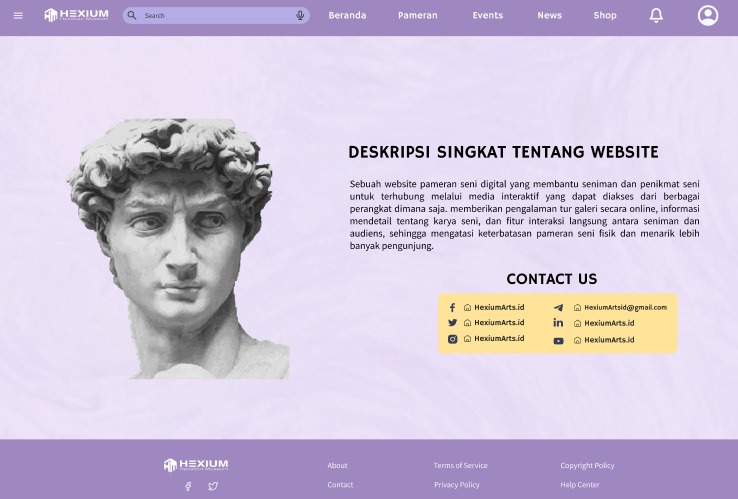 HEXIUM
Search
Beranda
Pameran
Events
News
Shop
DESKRIPSI SINGKAT TENTANG WEBSITE
Sebuah website pameran seni digital yang membantu seniman dan penikmat seni
untuk terhubung melalui media interaktif yang dapat diakses dari berbagai
perangkat dimana saja. memberikan pengalaman tur galeri secara online, informasi
mendetail tentang karya seni, dan fitur interaksi langsung antara seniman dan
audiens, sehingga mengatasi keterbatasan pameran seni fisik dan menarik lebih
banyak pengunjung.
CONTACT US
HexiumArts.id
HexiumArtsid@gmail.com
HexiumArts.id
HexiumArts.id
HexiumArts.id
HexiumArts.id
HEXIUM
About
Terms of Service
Copyright Policy
Contact
Privacy Policy
Help Center